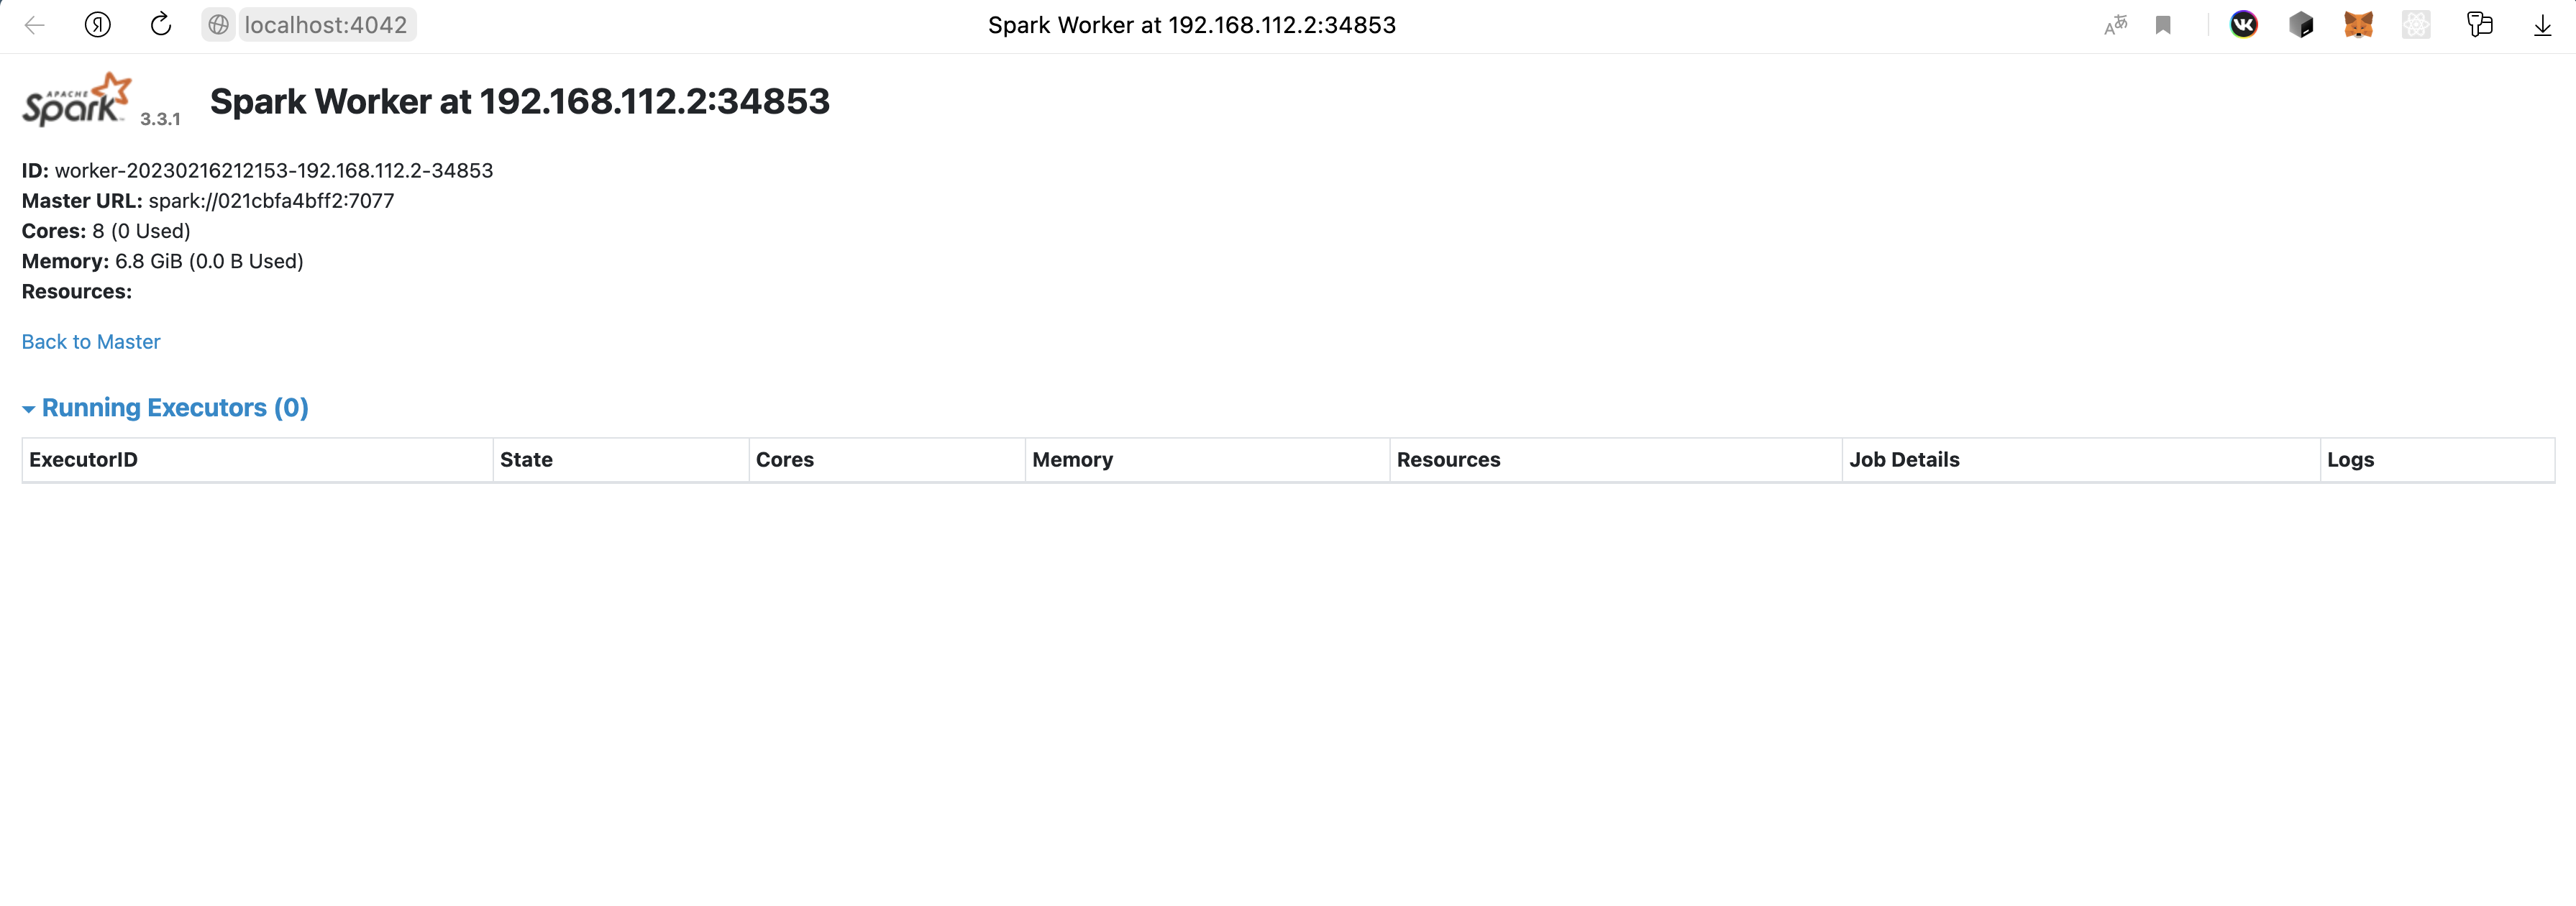 Я localhost:4042 Spark Worker at 192.168.112.2:34853 Aあ VK
APACHE Spark 3.3.1 Spark Worker at 192.168.112.2:34853
ID: worker-20230216212153-192.168.112.2-34853
Master URL: spark://021cbfa4bff2:7077
Cores: 8 (0 Used)
Memory: 6.8 GiB (0.0 B Used)
Resources:
Back to Master
Running Executors (0)
ExecutorID State Cores Memory Resources Job Details Logs